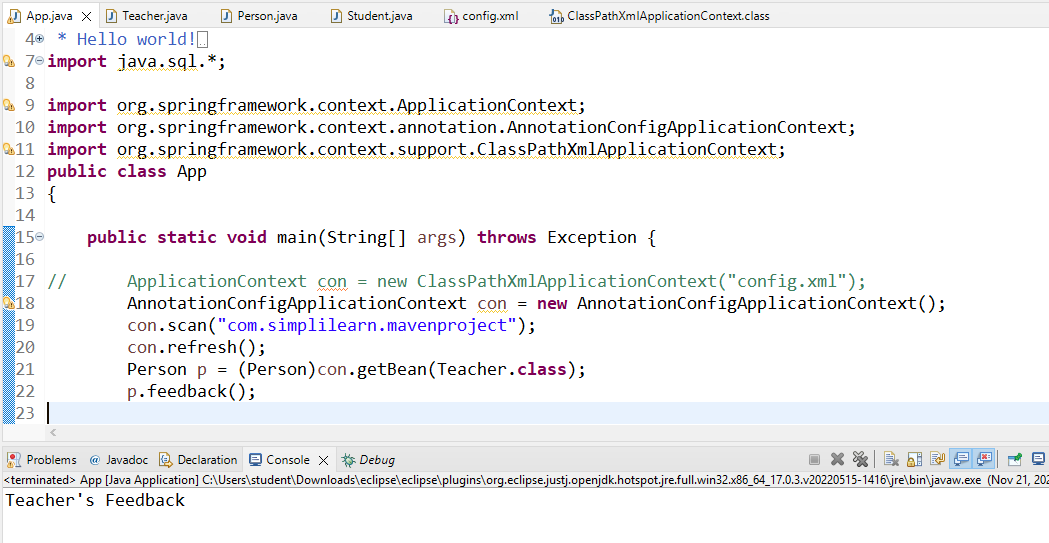 App.java Teacher.java Person.java Student.java config.xml ClassPathXmlApplicationContext.class
4 * Hello world!
7 import java.sql.*;
8
9 import org.springframework.context.ApplicationContext;
10 import org.springframework.context.annotation.AnnotationConfigApplicationContext;
11 import org.springframework.context.support.ClassPathXmlApplicationContext;
12 public class App
13 {
14
15 public static void main(String[] args) throws Exception {
16
17 // ApplicationContext con = new ClassPathXmlApplicationContext("config.xml");
18 AnnotationConfigApplicationContext con = new AnnotationConfigApplicationContext();
19 con.scan("com.simplilearn.mavenproject");
20 con.refresh();
21 Person p = (Person)con.getBean(Teacher.class);
22 p.feedback();
23
Problems @ Javadoc Declaration Console Debug
<terminated> App [Java Application] C:\Users\student\Downloads\eclipse\eclipse\plugins\org.eclipse.justj.openjdk.hotspot.jre.full.win32.x86_64_17.0.3.v20220515-1416\jre\bin\javaw.exe (Nov 21, 202
Teacher's Feedback